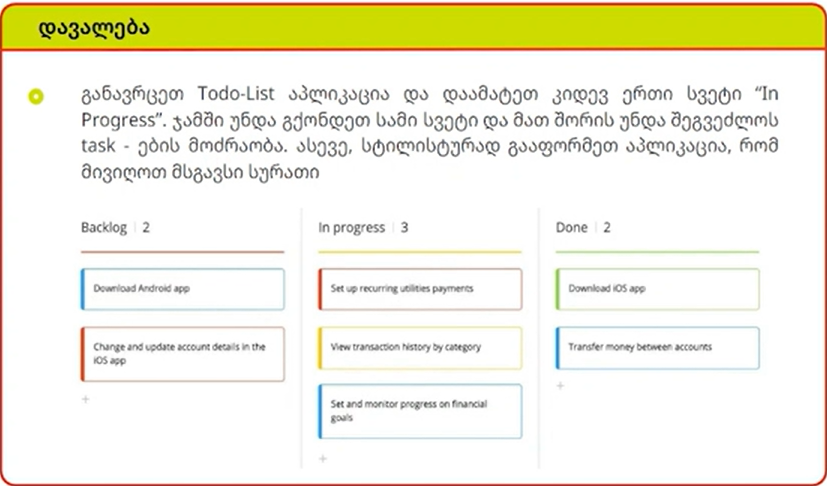 დავალება
განავრცეთ Todo-List აპლიკაცია და დაამატეთ კიდევ ერთი სვეტი “In
Progress”. ჯამში უნდა გქონდეთ სამი სვეტი და მათ შორის უნდა შეგვეძლოს
task - ების მოძრაობა. ასევე, სტილისტურად გააფორმეთ აპლიკაცია, რომ
მივიღოთ მსგავსი სურათი
Backlog | 2
Download Android app
Change and update account details in the
iOS app
+
In progress | 3
Set up recurring utilities payments
View transaction history by category
Set and monitor progress on financial
goals
+
Done | 2
Download iOS app
Transfer money between accounts
+